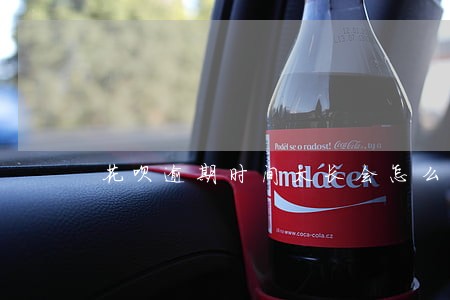 Poděl se o radost! Coca-Cola
花呗逾期时间太长会怎么
miláček
www.coca-cola.cz